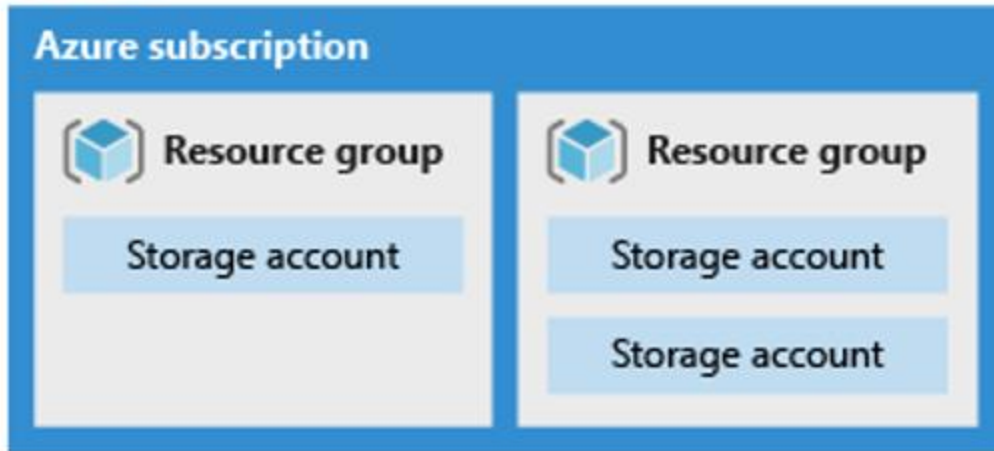 Azure subscription
Resource group
Storage account
Resource group
Storage account
Storage account